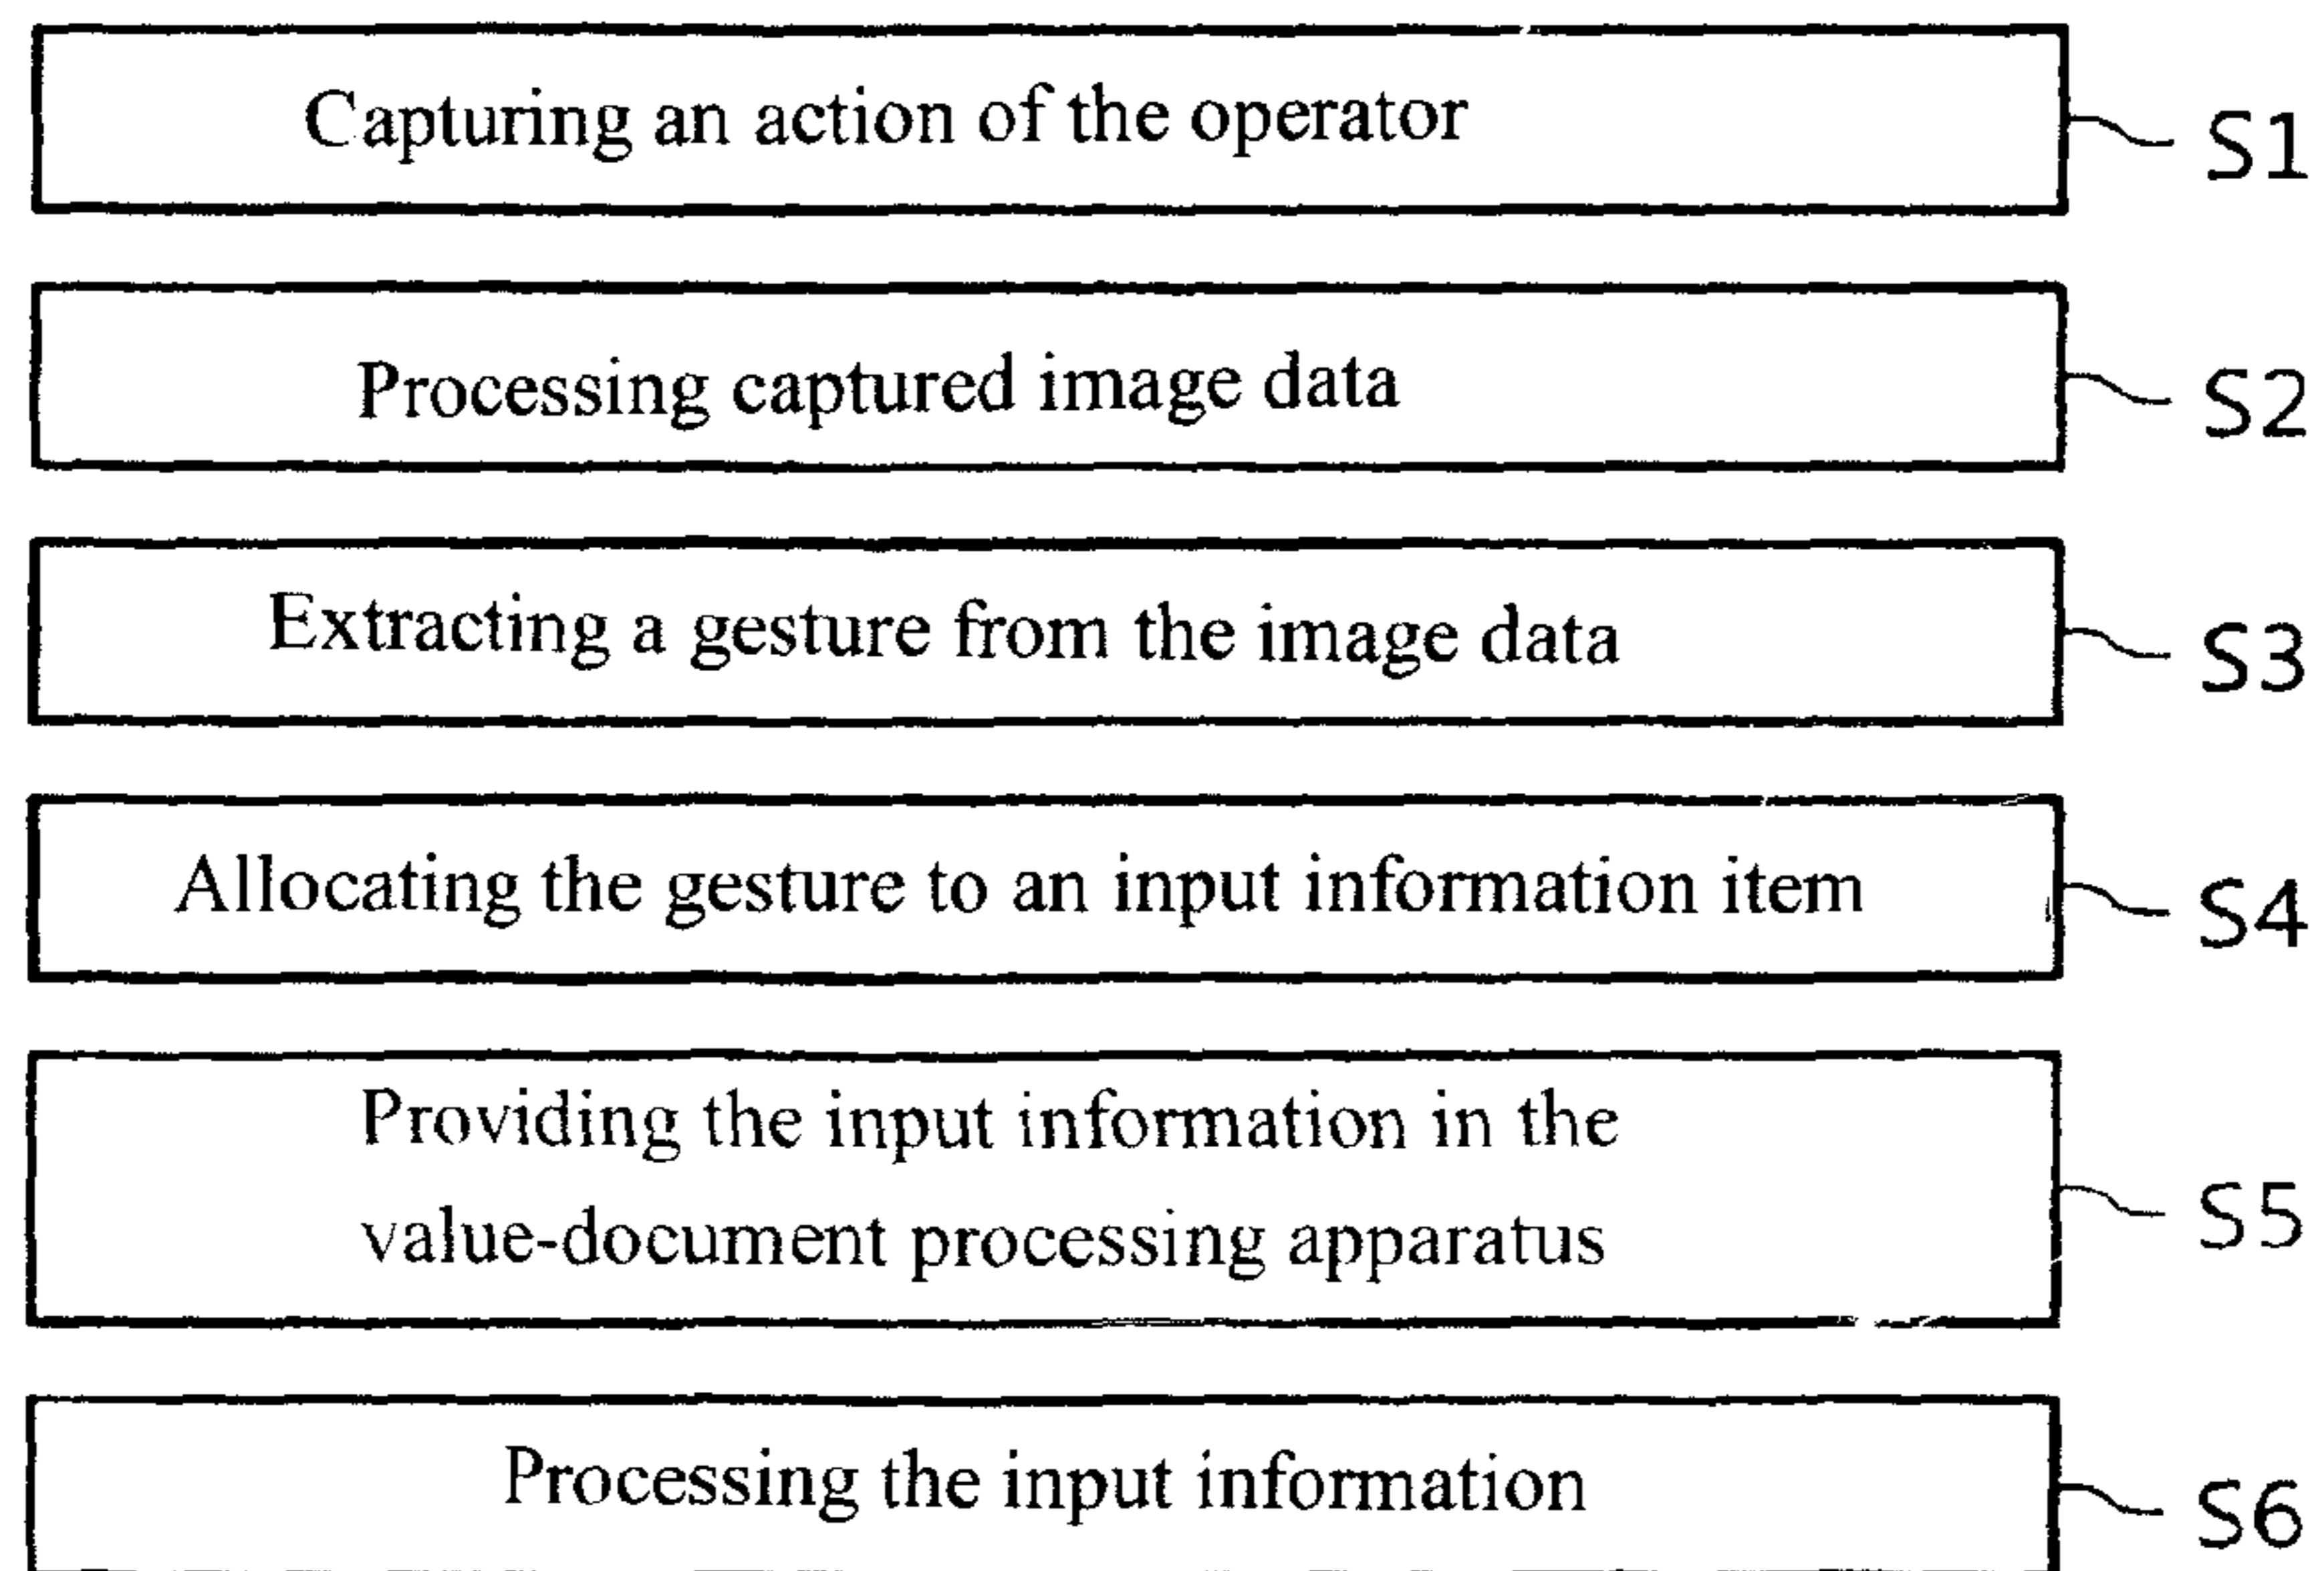 Capturing an action of the operator
S1
Processing captured image data
S2
Extracting a gesture from the image data
S3
Allocating the gesture to an input information item
S4
Providing the input information in the
value-document processing apparatus
S5
Processing the input information
S6